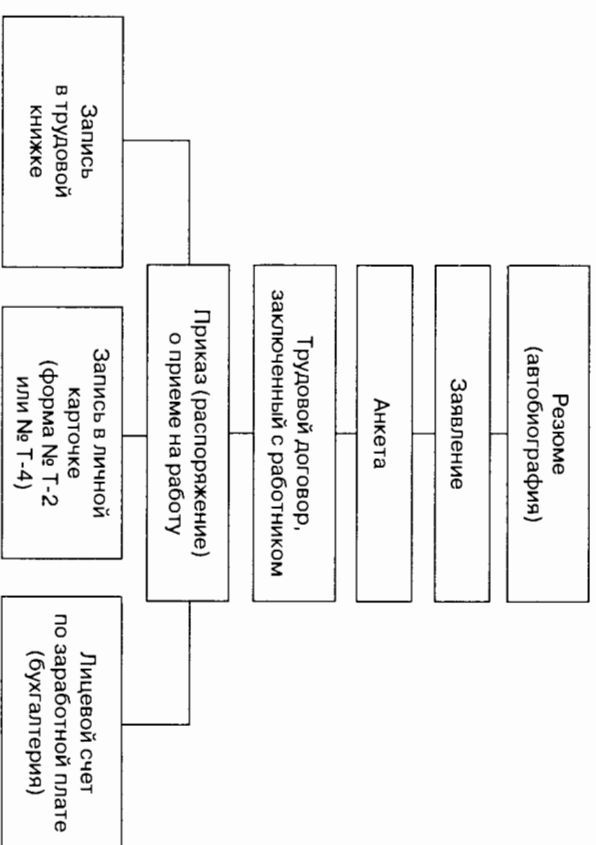 Резюме
(автобиография)
Заявление
Анкета
Трудовой договор,
заключенный с работником
Приказ (распоряжение)
о приеме на работу
Запись
в трудовой
книжке
Запись в личной
карточке
(форма № Т-2
или № Т-4)
Лицевой счет
по заработной плате
(бухгалтерия)